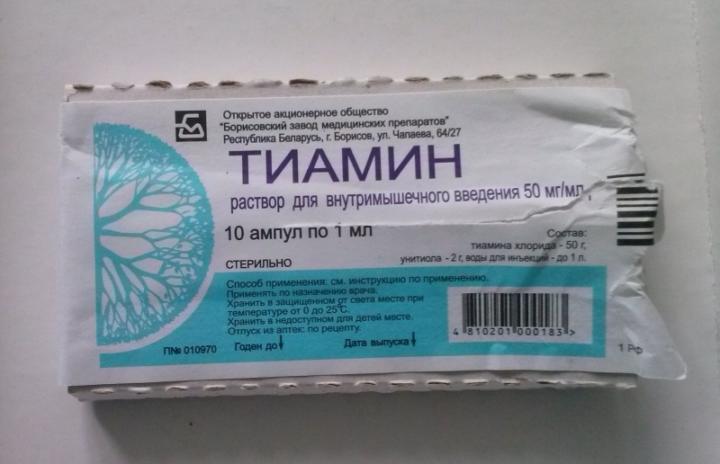 Открытое акционерное общество
"Борисовский завод медицинских препаратов"
Республика Беларусь, г. Борисов, ул. Чапаева, 64/27
ТИАМИН
раствор для внутримышечного введения 50 мг/мл
10 ампул по 1 мл
Состав:
тиамина хлорида - 50 г,
унитиола - 2 г, воды для инъекций - до 1 л.
СТЕРИЛЬНО
Способ применения: см. инструкцию по применению.
Применять по назначению врача.
Хранить в защищенном от света месте при
температуре от 0 до 25°С.
Хранить в недоступном для детей месте.
Отпуск из аптек: по рецепту.
4 810201 000183 >
П№ 010970 Годен до Дата выпуска
1 РФ